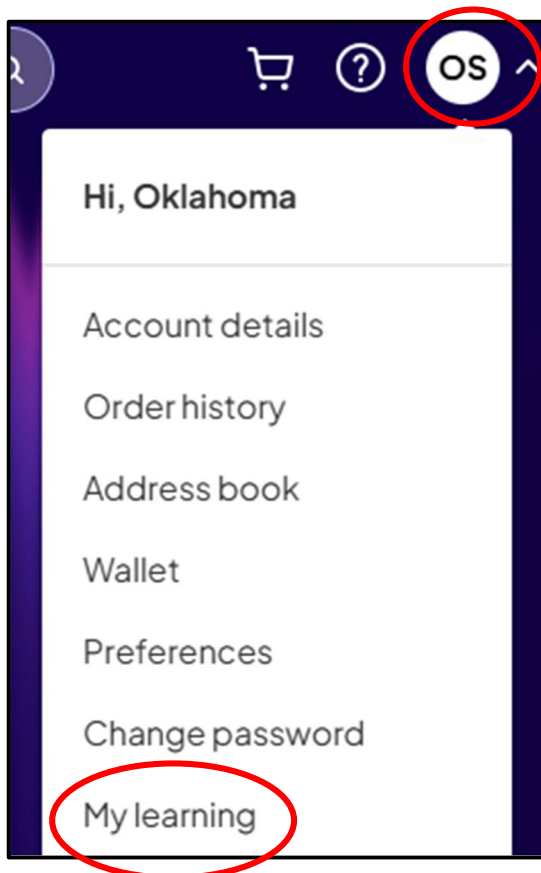 OS
Hi, Oklahoma
Account details
Order history
Address book
Wallet
Preferences
Change password
My learning